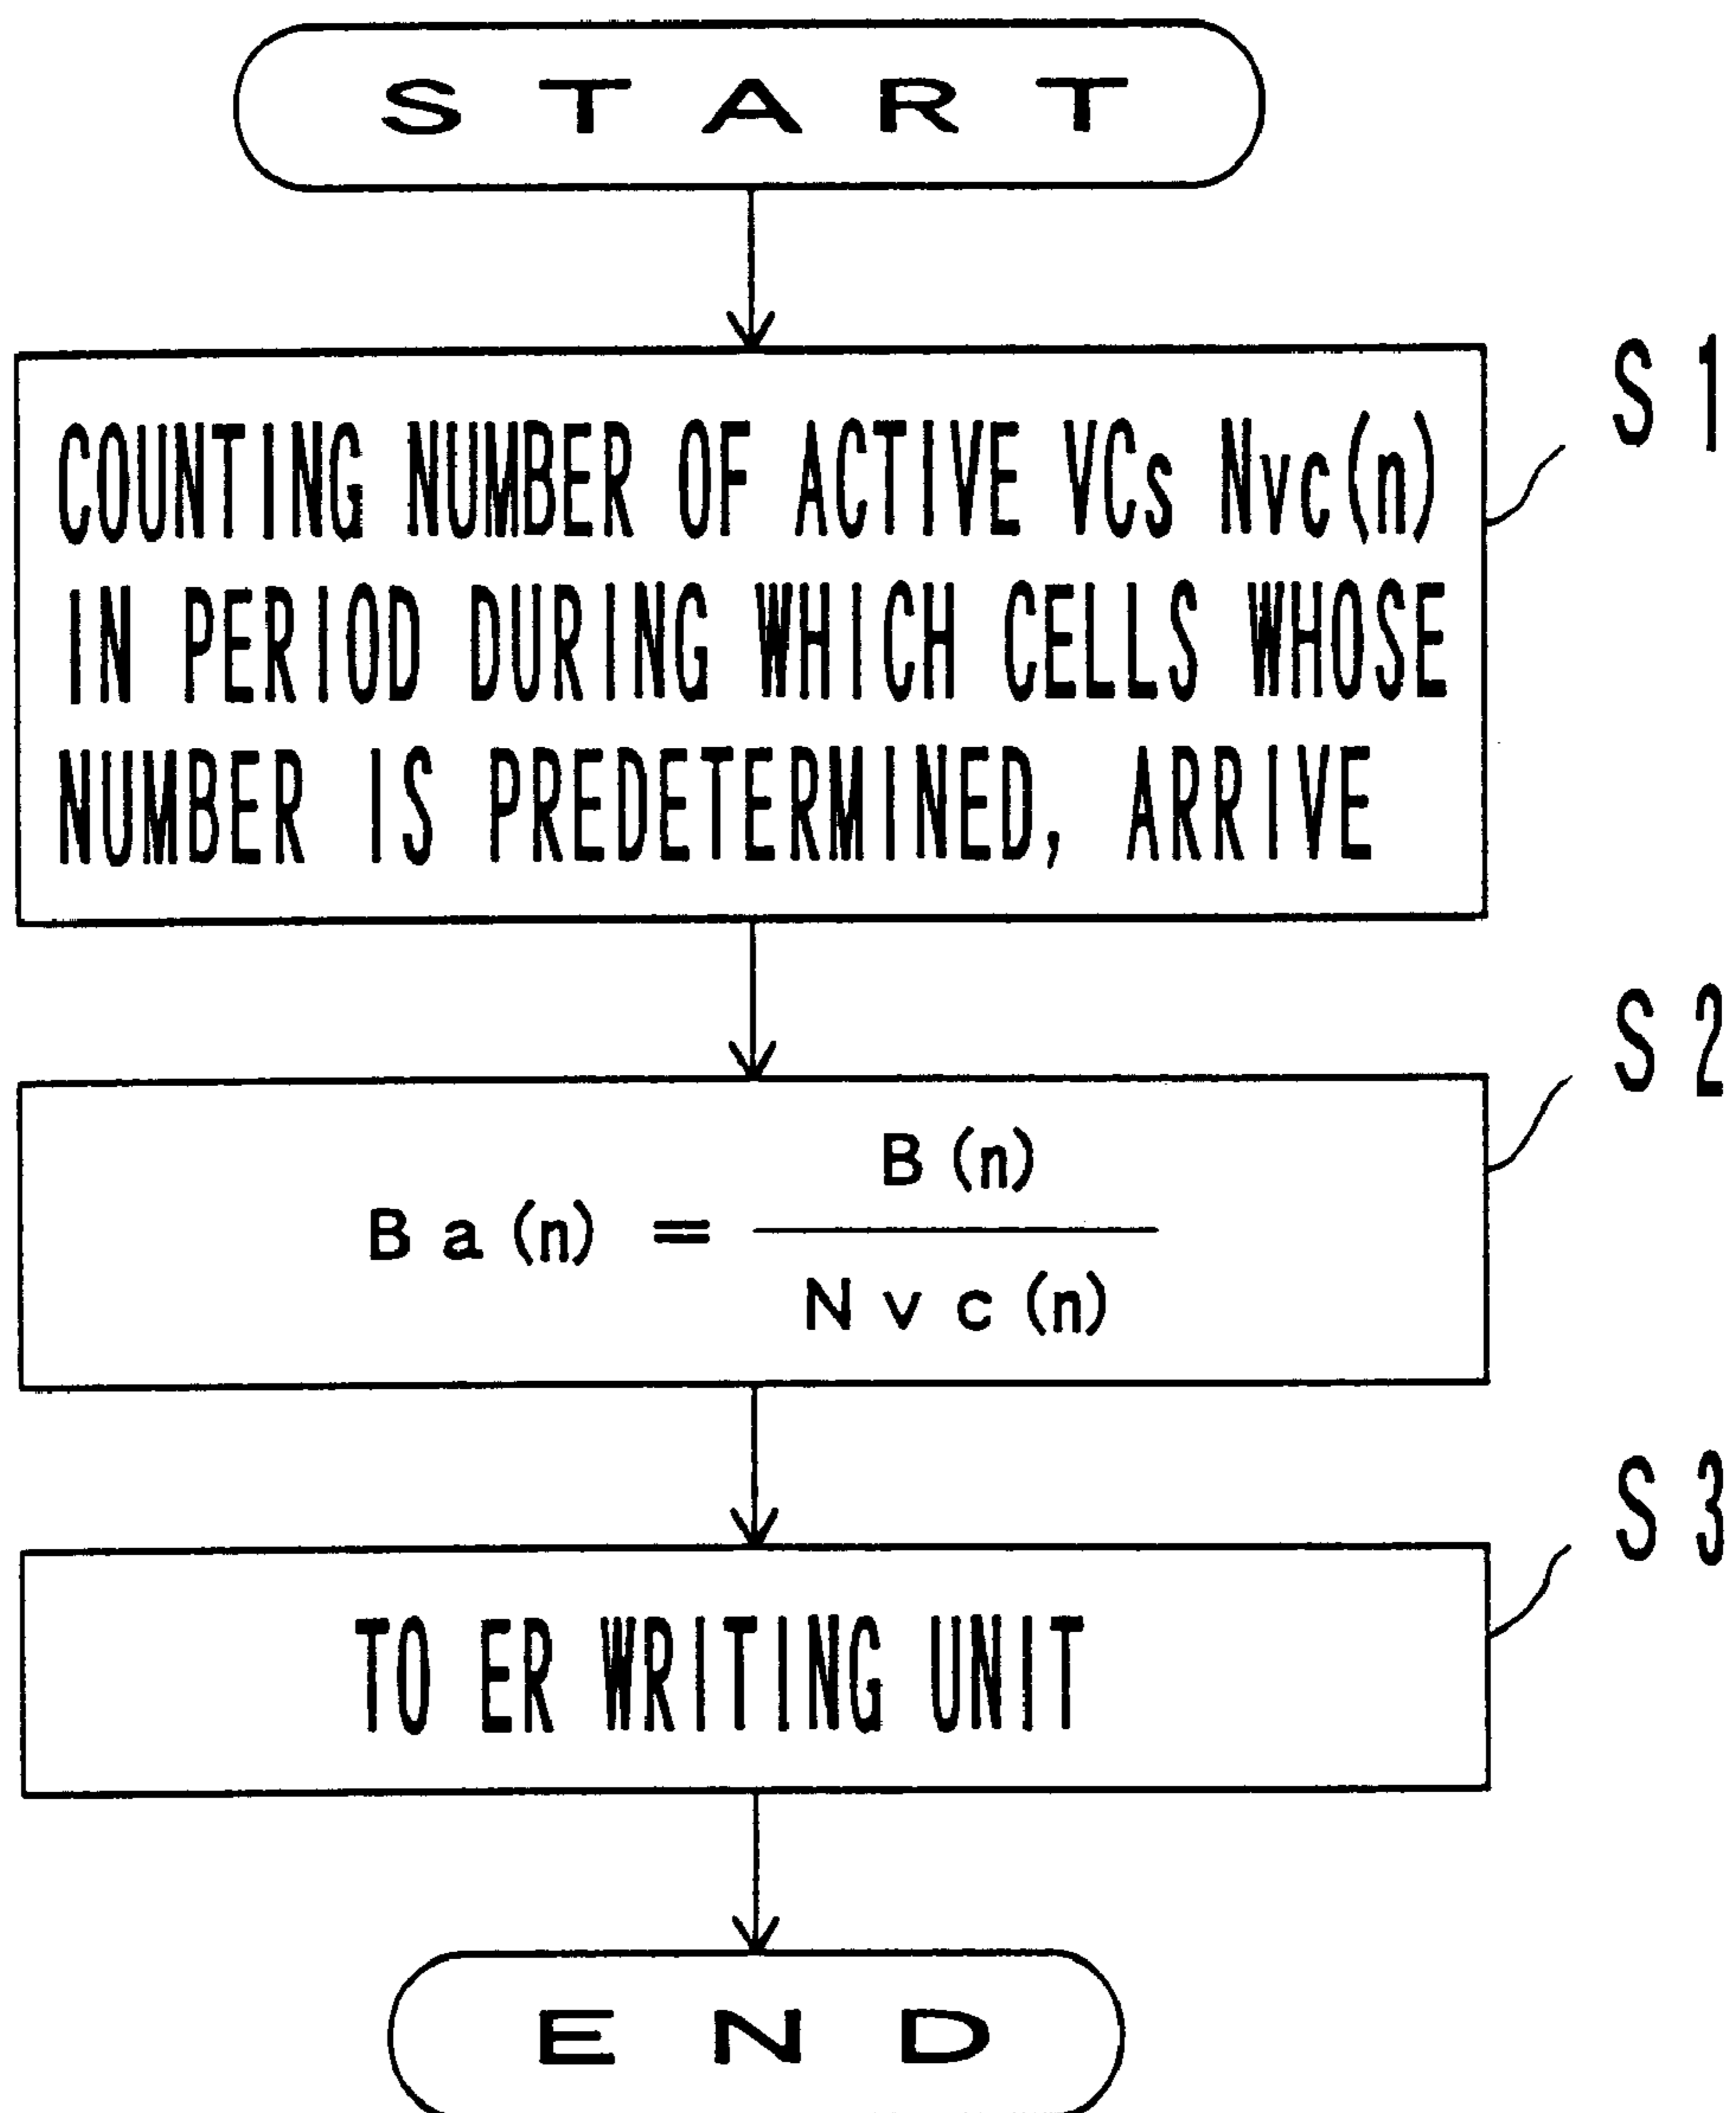 START
S1
COUNTING NUMBER OF ACTIVE VCs Nvc(n)
IN PERIOD DURING WHICH CELLS WHOSE
NUMBER IS PREDETERMINED, ARRIVE
S2
B(n)
Ba(n) =
Nvc(n)
S3
TO ER WRITING UNIT
END